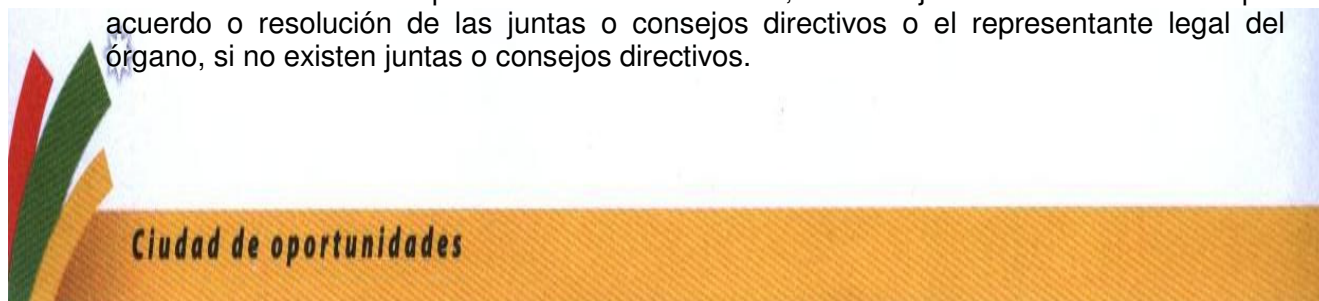 acuerdo o resolución de las juntas o consejos directivos o el representante legal del
órgano, si no existen juntas o consejos directivos.
Ciudad de oportunidades